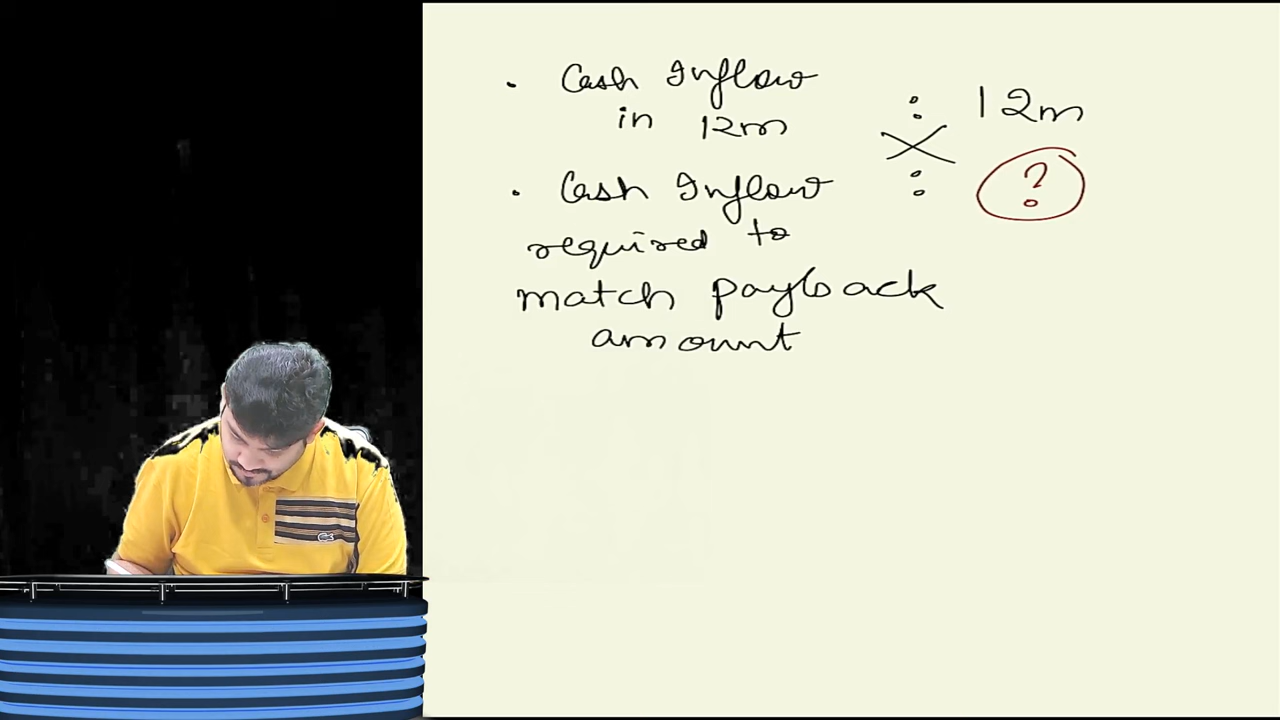 • Cash Inflow : 12m
in 12m
• Cash Inflow : ?
required to
match payback
amount